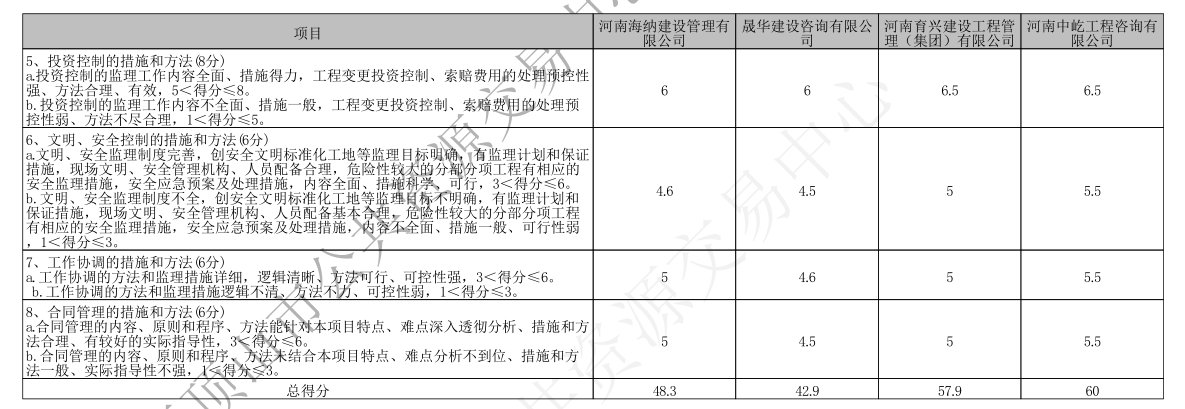 项目
河南海纳建设管理有
限公司
晟华建设咨询有限公
司
河南育兴建设工程管
理（集团）有限公司
河南中屹工程咨询有
限公司
5、投资控制的措施和方法(8分)
a.投资控制的监理工作内容全面、措施得力，工程变更投资控制、索赔费用的处理预控性
强、方法合理、有效，5＜得分≤8。
b.投资控制的监理工作内容不全面、措施一般，工程变更投资控制、索赔费用的处理预
控性弱、方法不尽合理，1＜得分≤5。
6
6
6.5
6.5
6、文明、安全控制的措施和方法(6分)
a.文明、安全监理制度完善，创安全文明标准化工地等监理目标明确，有监理计划和保证
措施，现场文明、安全管理机构、人员配备合理，危险性较大的分部分项工程有相应的
安全监理措施，安全应急预案及处理措施，内容全面、措施科学、可行，3＜得分≤6。
b.文明、安全监理制度不全，创安全文明标准化工地等监理目标不明确，有监理计划和
保证措施，现场文明、安全管理机构、人员配备基本合理，危险性较大的分部分项工程
有相应的安全监理措施，安全应急预案及处理措施，内容不全面、措施一般、可行性弱
，1＜得分≤3。
4.6
4.5
5
5.5
7、工作协调的措施和方法(6分)
a.工作协调的方法和监理措施详细，逻辑清晰、方法可行、可控性强，3＜得分≤6。
b.工作协调的方法和监理措施逻辑不清、方法不力、可控性弱，1＜得分≤3。
5
4.6
5
5.5
8、合同管理的措施和方法(6分)
a.合同管理的内容、原则和程序、方法能针对本项目特点、难点深入透彻分析、措施和方
法合理、有较好的实际指导性，3＜得分≤6。
b.合同管理的内容、原则和程序、方法未结合本项目特点、难点分析不到位、措施和方
法一般、实际指导性不强，1＜得分≤3。
5
4.5
5
5.5
总得分
48.3
42.9
57.9
60
顶山市公共资源交易中心
共资源交易中心